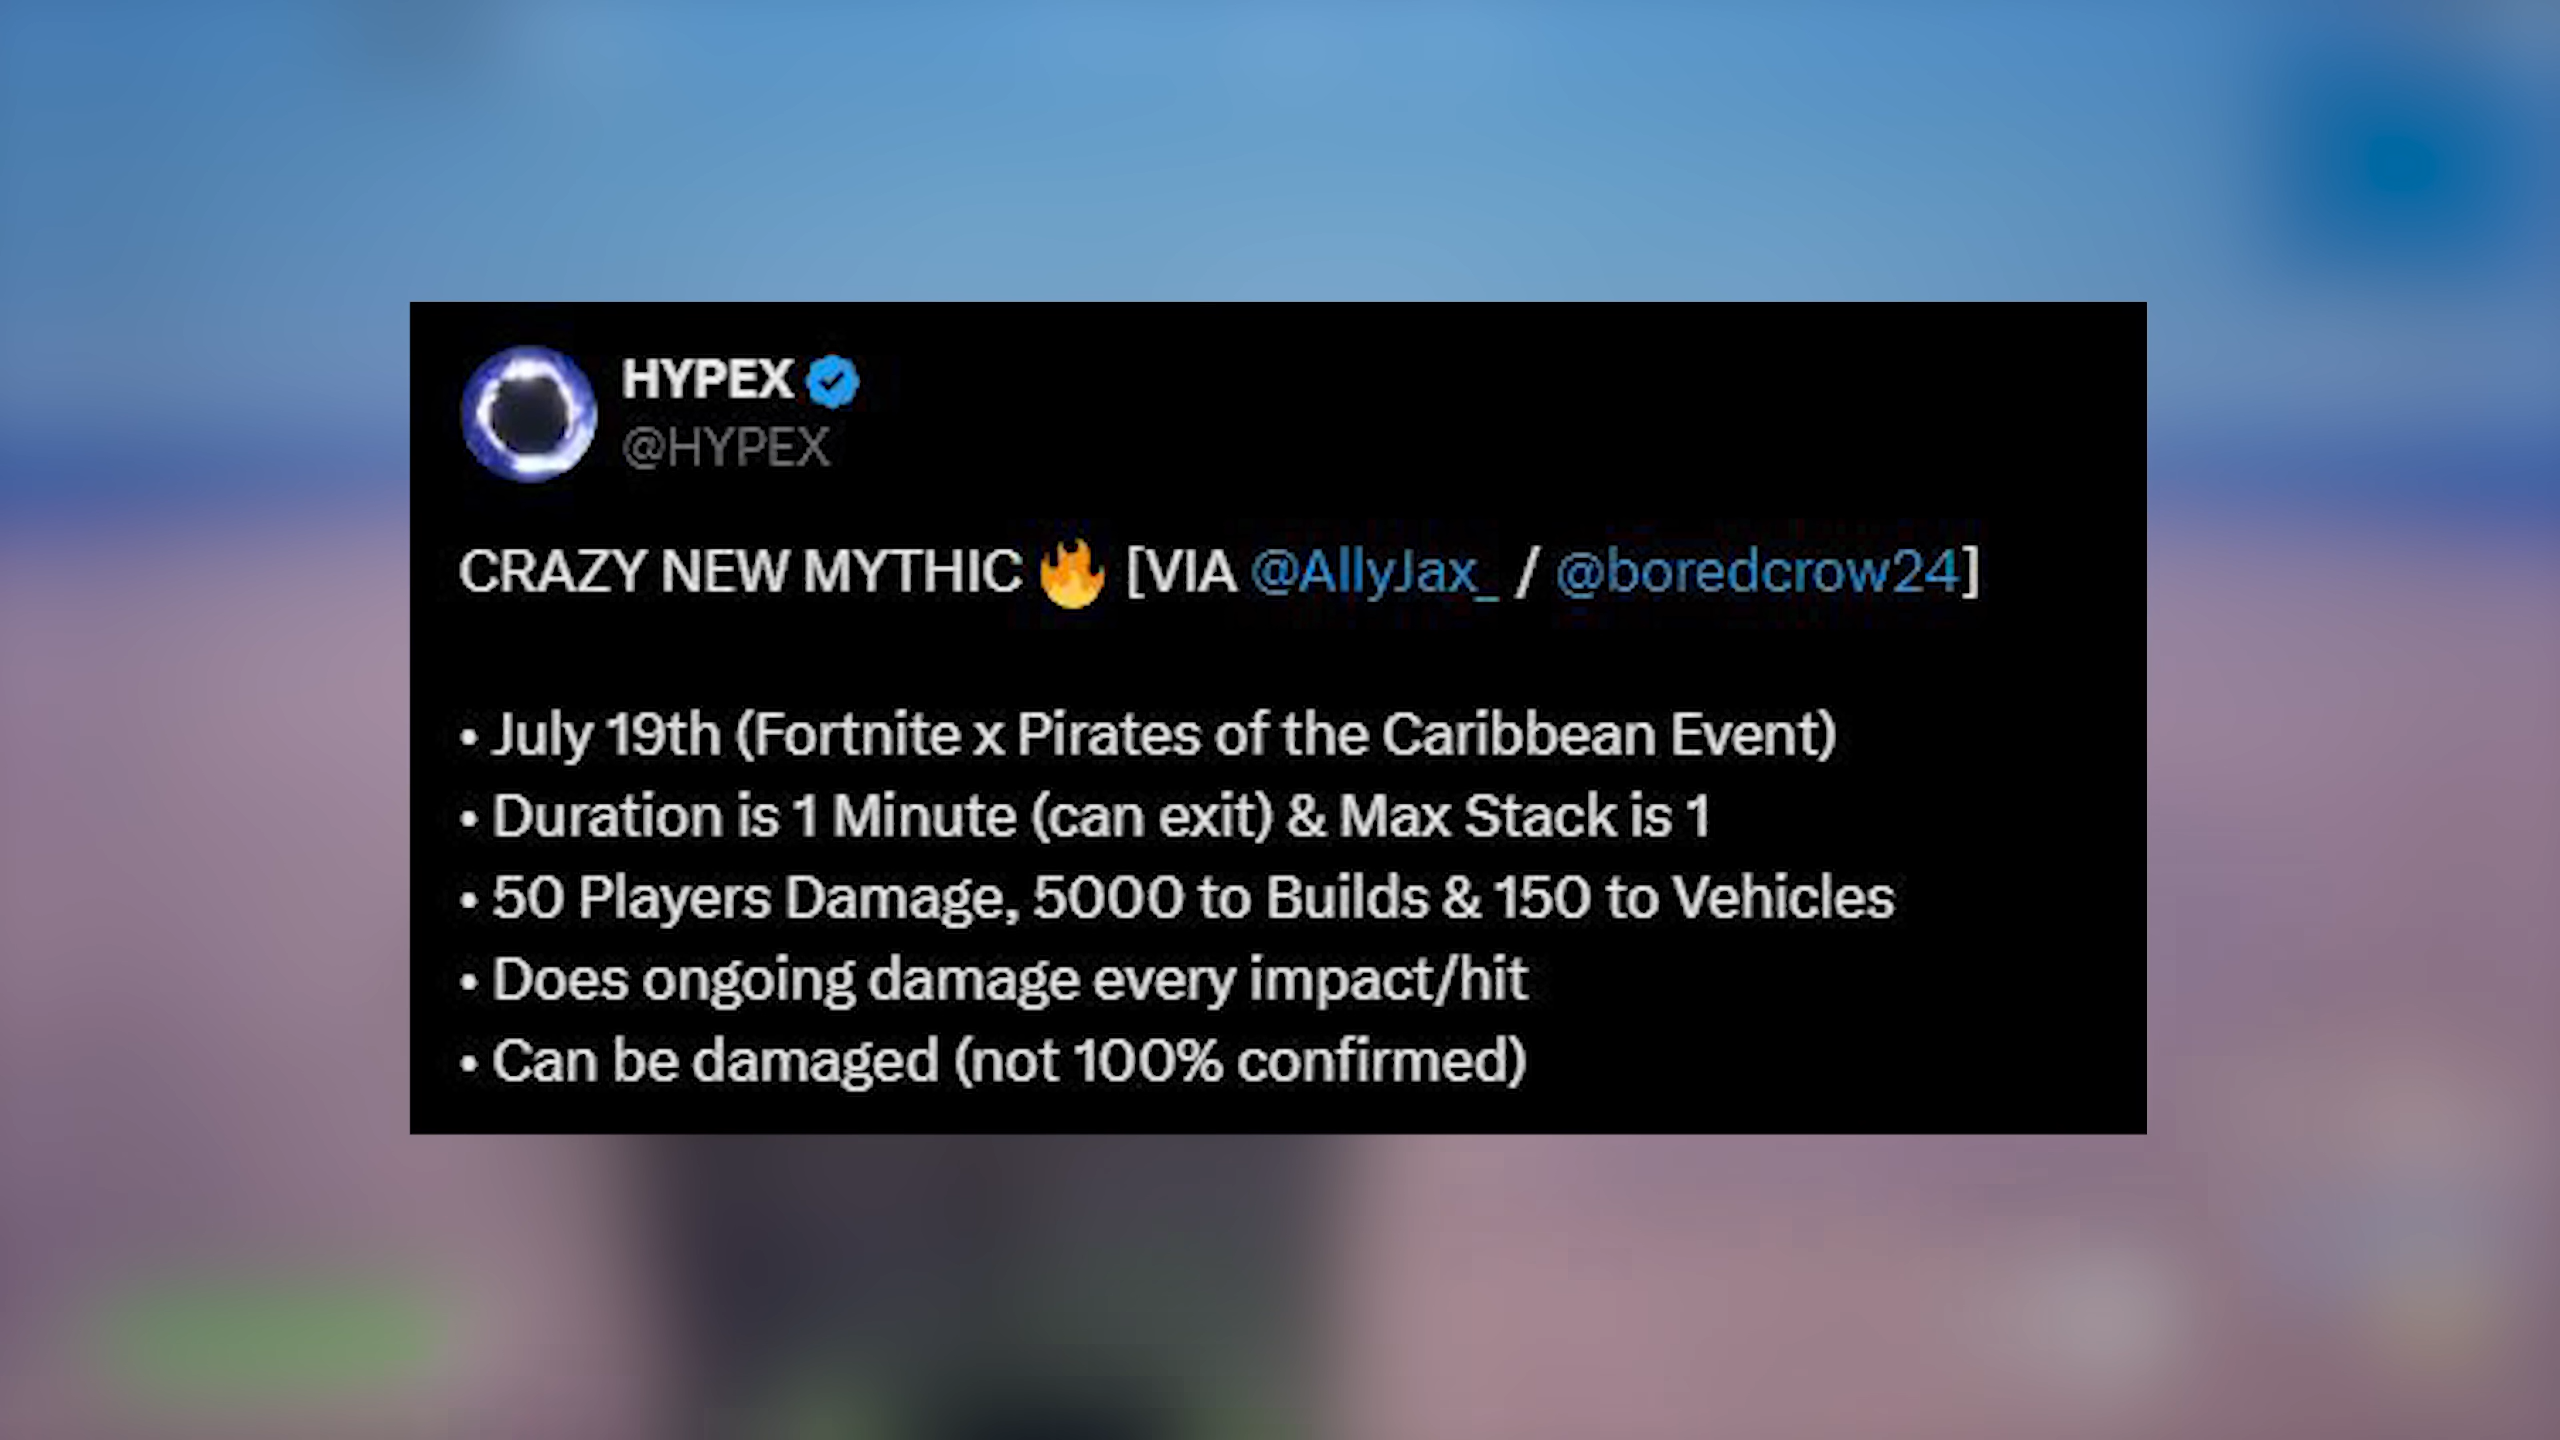 HYPEX
@HYPEX
CRAZY NEW MYTHIC 🔥 [VIA @AllyJax_ / @boredcrow24]
• July 19th (Fortnite x Pirates of the Caribbean Event)
• Duration is 1 Minute (can exit) & Max Stack is 1
• 50 Players Damage, 5000 to Builds & 150 to Vehicles
• Does ongoing damage every impact/hit
• Can be damaged (not 100% confirmed)